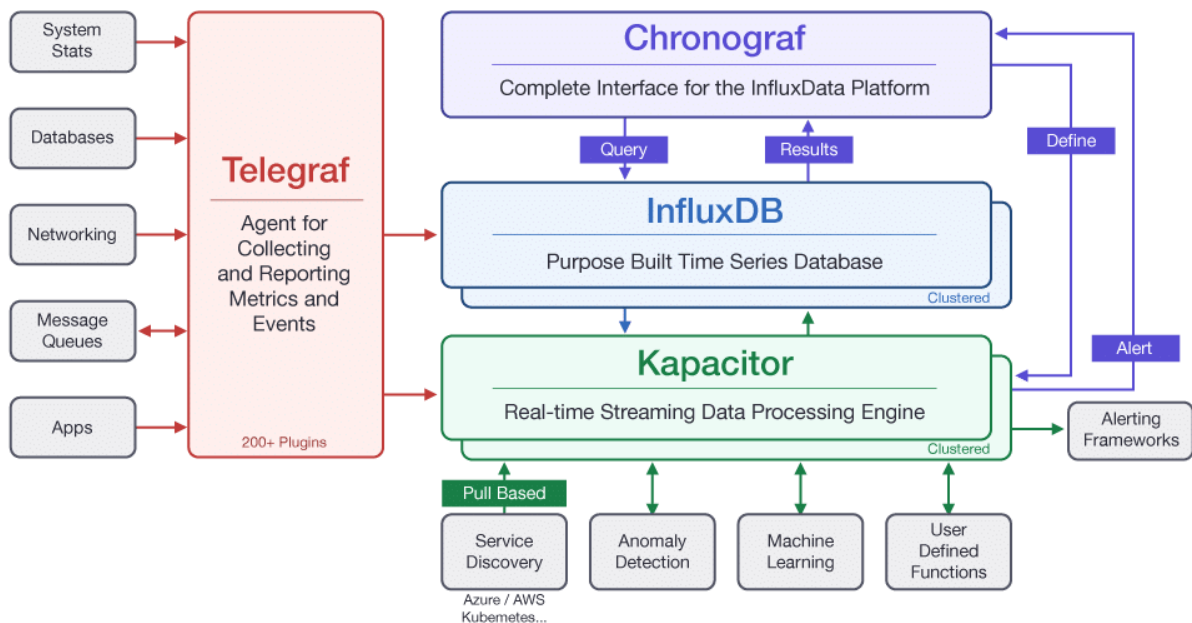 System
Stats
Databases
Networking
Message
Queues
Apps
Telegraf
Agent for
Collecting
and Reporting
Metrics and
Events
200+ Plugins
Chronograf
Complete Interface for the InfluxData Platform
Query
Results
Define
InfluxDB
Purpose Built Time Series Database
Clustered
Alert
Kapacitor
Real-time Streaming Data Processing Engine
Clustered
Alerting
Frameworks
Pull Based
Service
Discovery
Azure / AWS
Kubernetes...
Anomaly
Detection
Machine
Learning
User
Defined
Functions